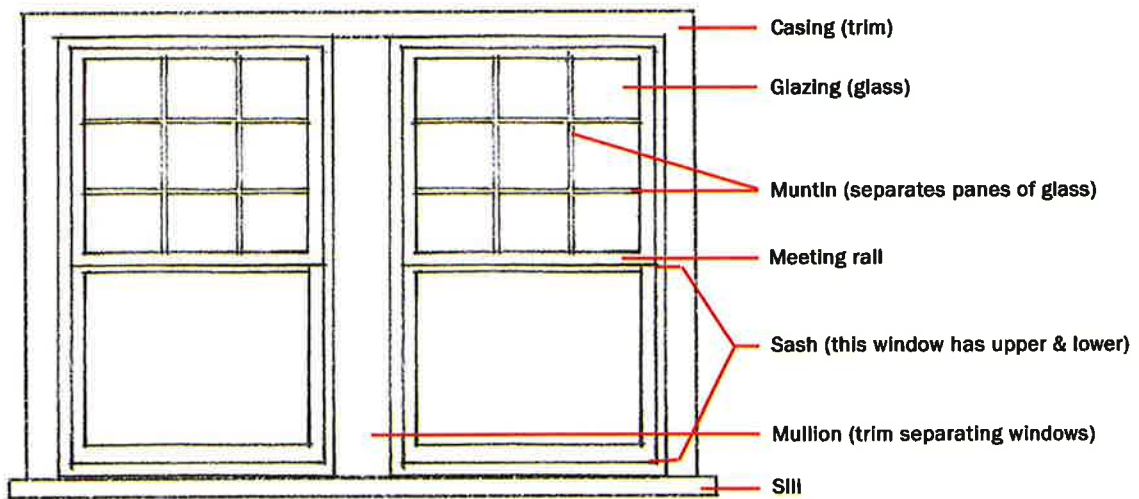 Casing (trim)
Glazing (glass)
Muntin (separates panes of glass)
Meeting rail
Sash (this window has upper & lower)
Mullion (trim separating windows)
Sill